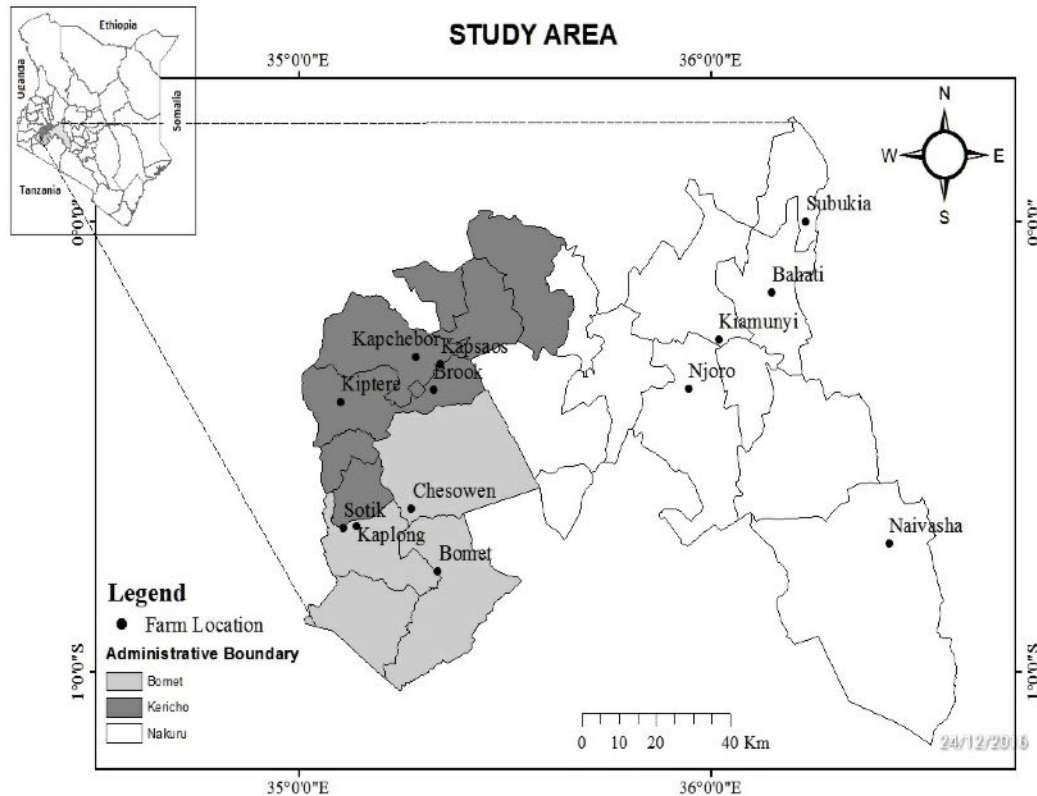 Ethiopia
Uganda
Somalia
Tanzania
STUDY AREA
35°0'0"E
36°0'0"E
N
W
E
S
0°0'0"
0°0'0"
Subukia
Bahati
Kiamunyi
Kapchebor
Kapsaos
Brook
Njoro
Kiptere
Chesowen
Sotik
Kaplong
Naivasha
Bomet
Legend
Farm Location
Administrative Boundary
Bomet
Kericho
Nakuru
1°0'0"S
1°0'0"S
0 10 20 40 Km
24/12/2016
35°0'0"E
36°0'0"E